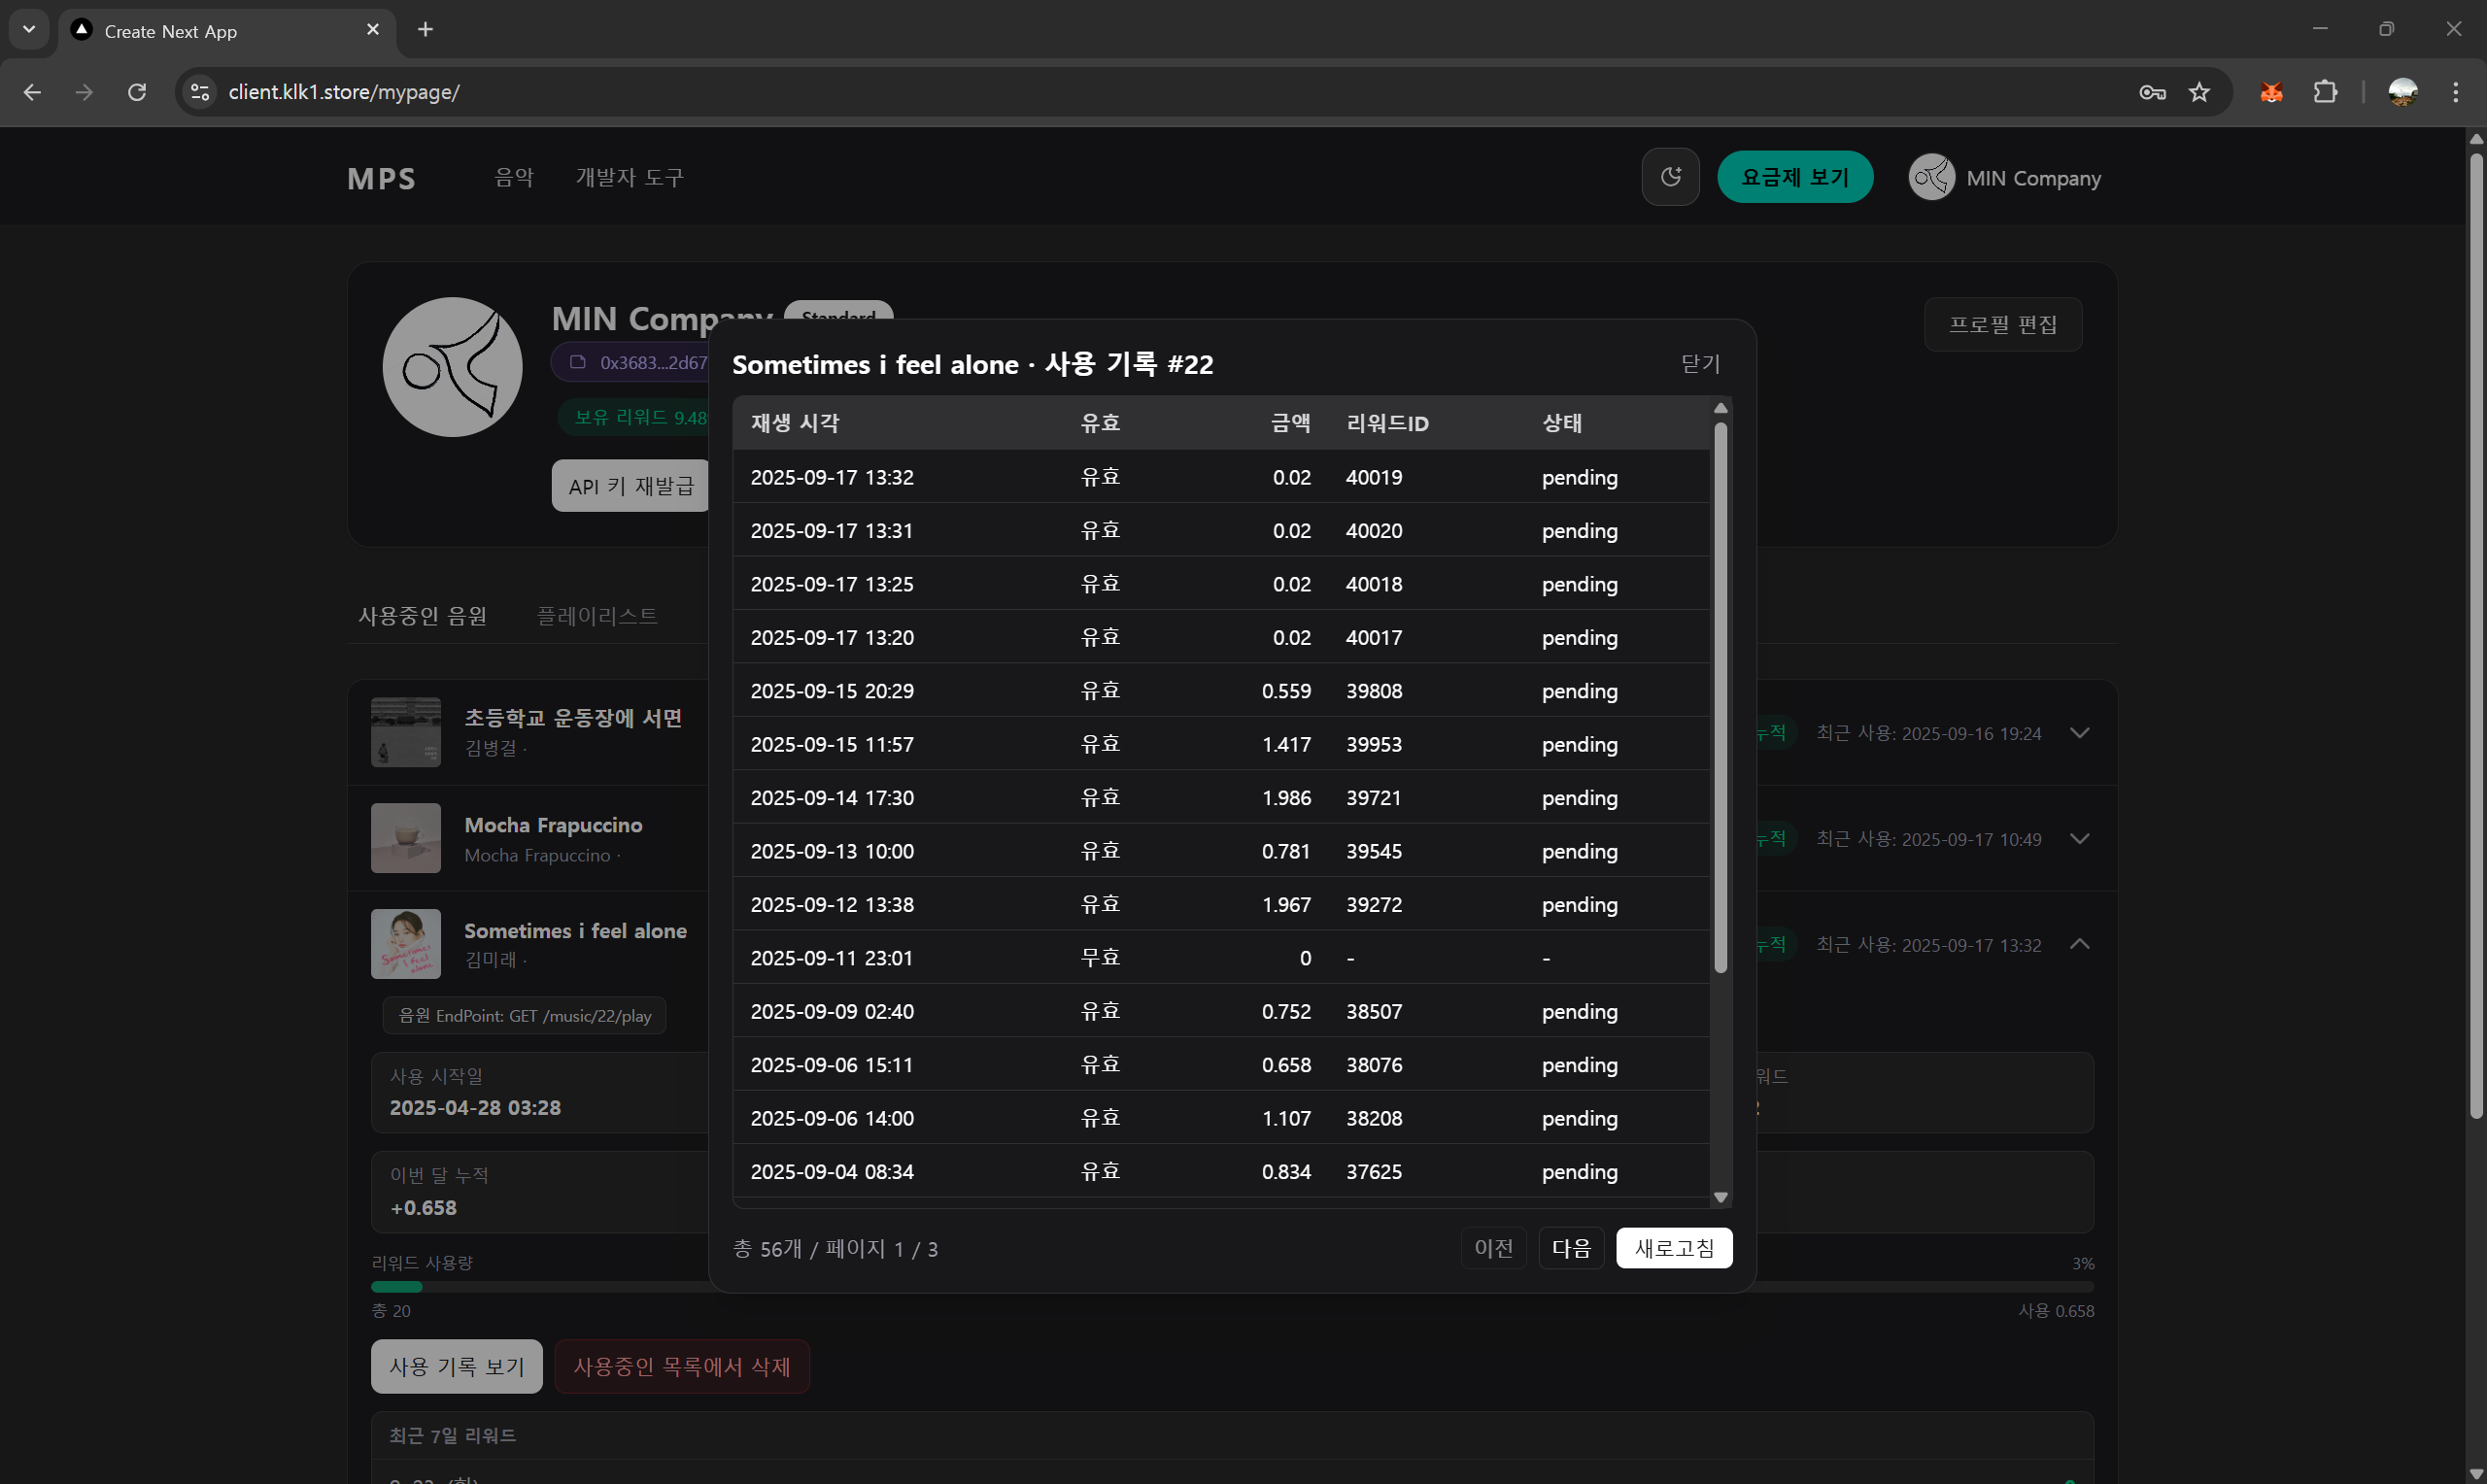 Create Next App
client.klk1.store/mypage/
MPS 음악 개발자 도구 요금제 보기 MIN Company
MIN Company Standard 프로필 편집
0x3683...2d67
보유 리워드 9.48
API 키 재발급
사용중인 음원 플레이리스트
초등학교 운동장에 서면
김병걸 ·
누적 최근 사용: 2025-09-16 19:24
Mocha Frapuccino
Mocha Frapuccino ·
누적 최근 사용: 2025-09-17 10:49
Sometimes i feel alone
김미래 ·
누적 최근 사용: 2025-09-17 13:32
음원 EndPoint: GET /music/22/play
사용 시작일
2025-04-28 03:28
워드
이번 달 누적
+0.658
리워드 사용량 3%
총 20 사용 0.658
사용 기록 보기 사용중인 목록에서 삭제
최근 7일 리워드
Sometimes i feel alone · 사용 기록 #22 닫기
재생 시각 유효 금액 리워드ID 상태
2025-09-17 13:32 유효 0.02 40019 pending
2025-09-17 13:31 유효 0.02 40020 pending
2025-09-17 13:25 유효 0.02 40018 pending
2025-09-17 13:20 유효 0.02 40017 pending
2025-09-15 20:29 유효 0.559 39808 pending
2025-09-15 11:57 유효 1.417 39953 pending
2025-09-14 17:30 유효 1.986 39721 pending
2025-09-13 10:00 유효 0.781 39545 pending
2025-09-12 13:38 유효 1.967 39272 pending
2025-09-11 23:01 무효 0 - -
2025-09-09 02:40 유효 0.752 38507 pending
2025-09-06 15:11 유효 0.658 38076 pending
2025-09-06 14:00 유효 1.107 38208 pending
2025-09-04 08:34 유효 0.834 37625 pending
총 56개 / 페이지 1 / 3 이전 다음 새로고침